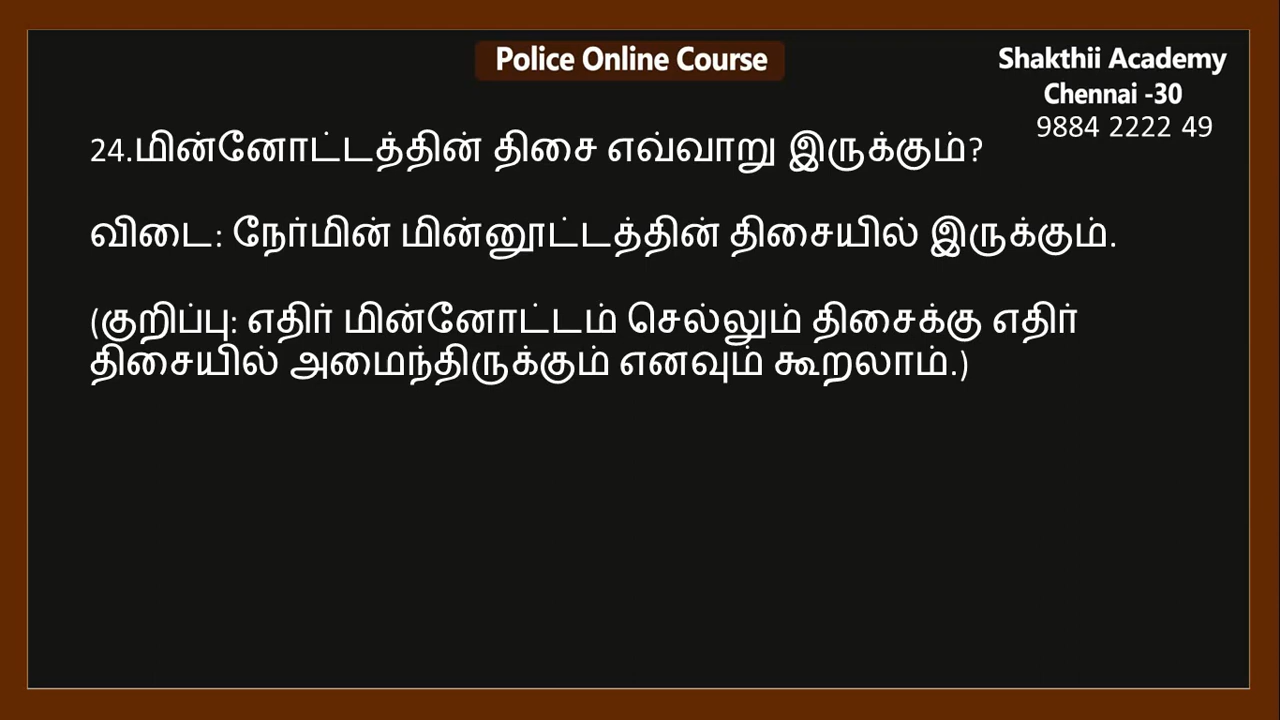 Police Online Course
Shakthii Academy
Chennai -30
9884 2222 49
24.மின்னோட்டத்தின் திசை எவ்வாறு இருக்கும்?
விடை: நேர்மின் மின்னூட்டத்தின் திசையில் இருக்கும்.
(குறிப்பு: எதிர் மின்னோட்டம் செல்லும் திசைக்கு எதிர்
திசையில் அமைந்திருக்கும் எனவும் கூறலாம்.)